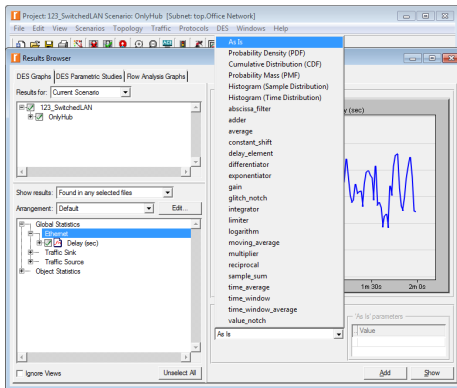 Project: 123_SwitchedLAN Scenario: OnlyHub [Subnet: top.Office Network]
File Edit View Scenarios Topology Traffic Protocols DES Windows Help
Results Browser
DES Graphs DES Parametric Studies Row Analysis Graphs
Results for: Current Scenario
123_SwitchedLAN
OnlyHub
Show results: Found in any selected files
Arrangement: Default Edit...
Global Statistics
Ethernet
Delay (sec)
Traffic Sink
Traffic Source
Object Statistics
Ignore Views Unselect All
As Is
Probability Density (PDF)
Cumulative Distribution (CDF)
Probability Mass (PMF)
Histogram (Sample Distribution)
Histogram (Time Distribution)
abscissa_filter
adder
average
constant_shift
delay_element
differentiator
exponentiator
gain
glitch_notch
integrator
limiter
logarithm
moving_average
multiplier
reciprocal
sample_sum
time_average
time_window
time_window_average
value_notch
As Is
(sec)
1m 30s 2m 0s
'As Is' parameters
Value
Add Show